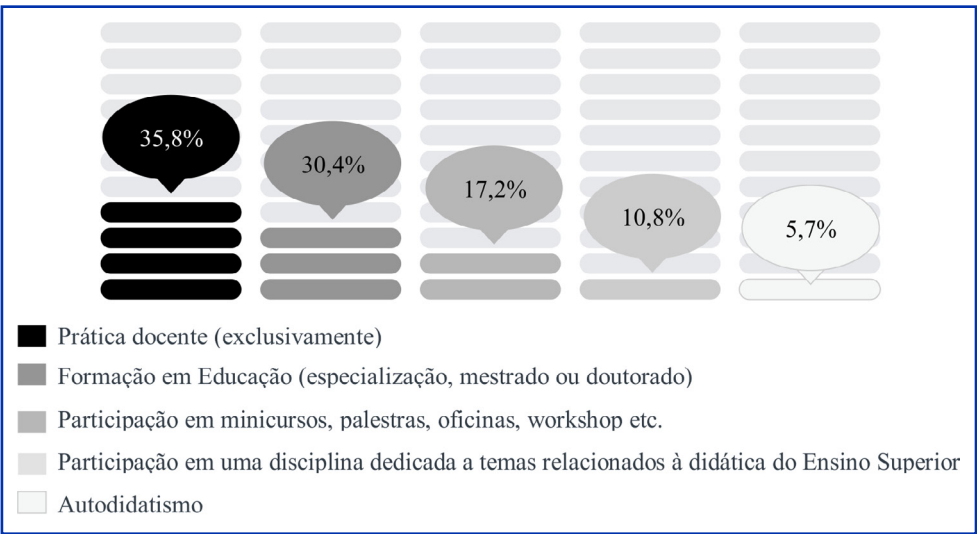 35,8%
30,4%
17,2%
10,8%
5,7%
Prática docente (exclusivamente)
Formação em Educação (especialização, mestrado ou doutorado)
Participação em minicursos, palestras, oficinas, workshop etc.
Participação em uma disciplina dedicada a temas relacionados à didática do Ensino Superior
Autodidatismo